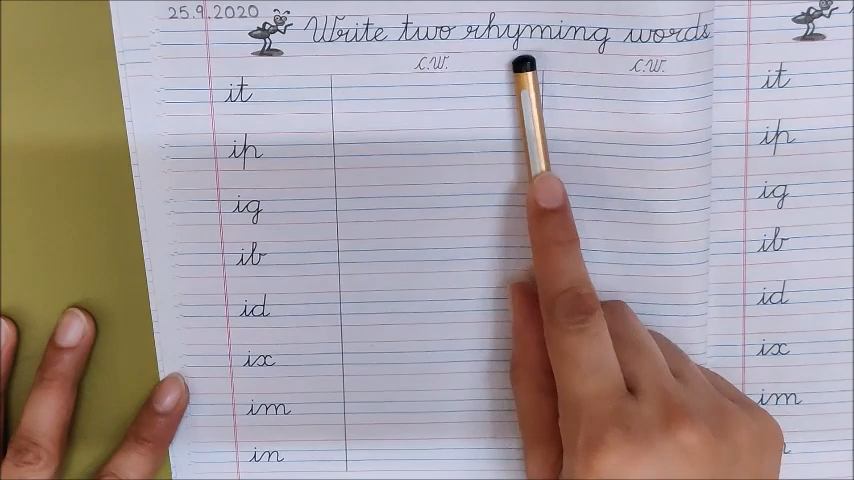 25.9.2020
Write two rhyming words
c.w. c.w.
it it
ip ip
ig ig
ib ib
id id
ix ix
im im
in